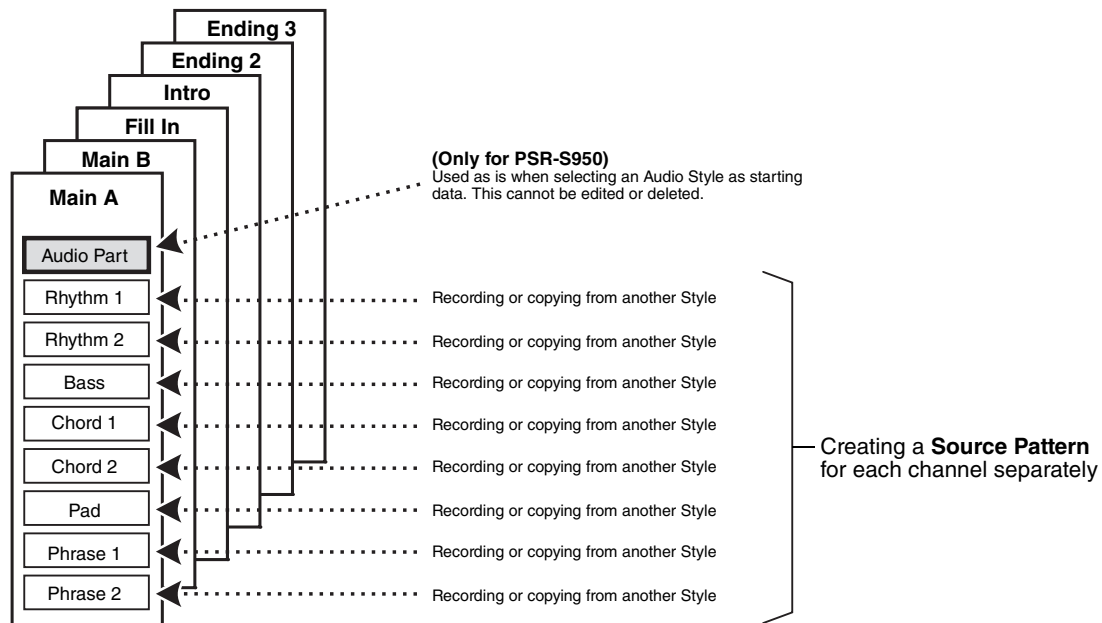 Ending 3
Ending 2
Intro
Fill In
Main B
Main A
(Only for PSR-S950)
Used as is when selecting an Audio Style as starting
data. This cannot be edited or deleted.
Audio Part
Rhythm 1
Recording or copying from another Style
Rhythm 2
Recording or copying from another Style
Bass
Recording or copying from another Style
Chord 1
Recording or copying from another Style
Chord 2
Recording or copying from another Style
Pad
Recording or copying from another Style
Phrase 1
Recording or copying from another Style
Phrase 2
Recording or copying from another Style
Creating a Source Pattern
for each channel separately